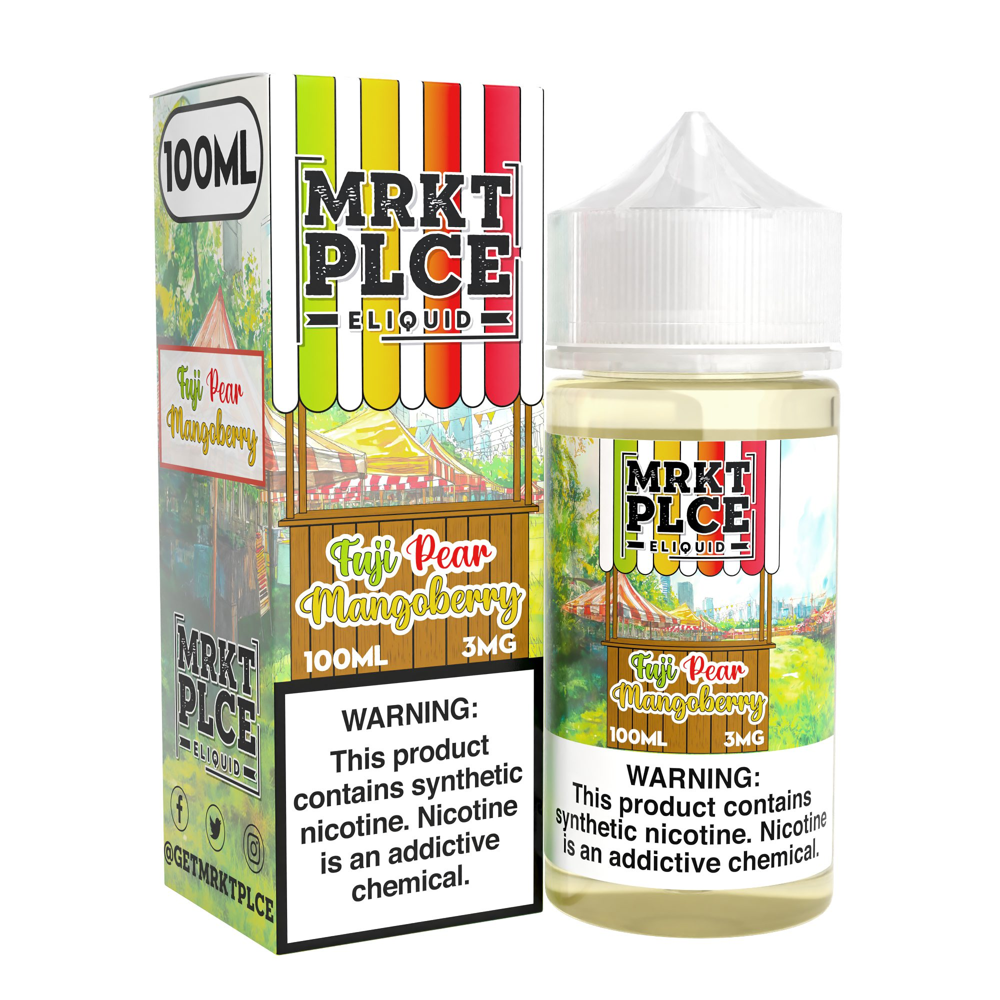 100ML
Fuji Pear
Mangoberry
MRKT
PLCE
ELIQUID
@GETMRKTPLCE
MRKT
PLCE
ELIQUID
Fuji Pear
Mangoberry
100ML 3MG
WARNING:
This product
contains synthetic
nicotine. Nicotine
is an addictive
chemical.
MRKT
PLCE
ELIQUID
Fuji Pear
Mangoberry
100ML 3MG
WARNING:
This product contains
synthetic nicotine. Nicotine
is an addictive chemical.